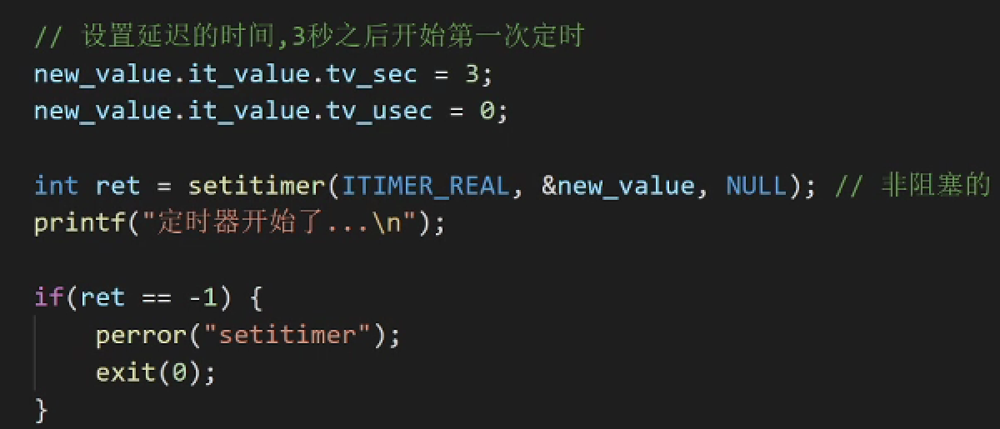 // 设置延迟的时间,3秒之后开始第一次定时
new_value.it_value.tv_sec = 3;
new_value.it_value.tv_usec = 0;
int ret = setitimer(ITIMER_REAL, &new_value, NULL); // 非阻塞的
printf("定时器开始了...\n");
if(ret == -1) {
perror("setitimer");
exit(0);
}